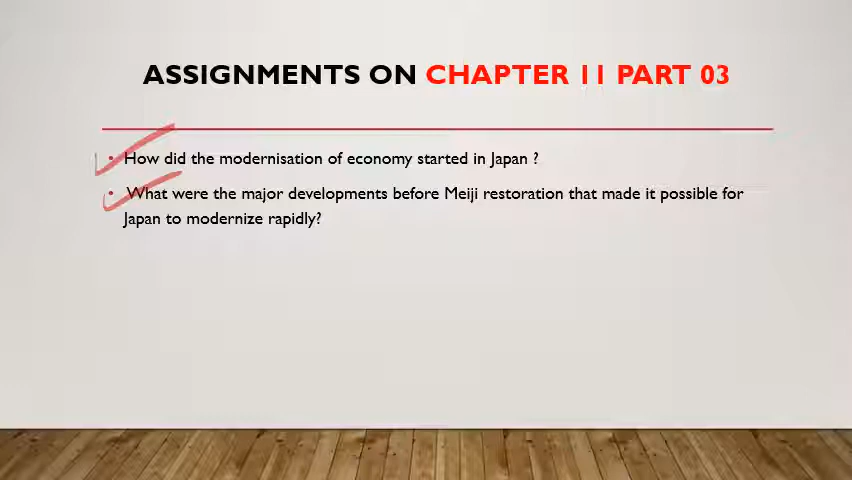 ASSIGNMENTS ON CHAPTER 11 PART 03
• How did the modernisation of economy started in Japan ?
• What were the major developments before Meiji restoration that made it possible for
Japan to modernize rapidly?